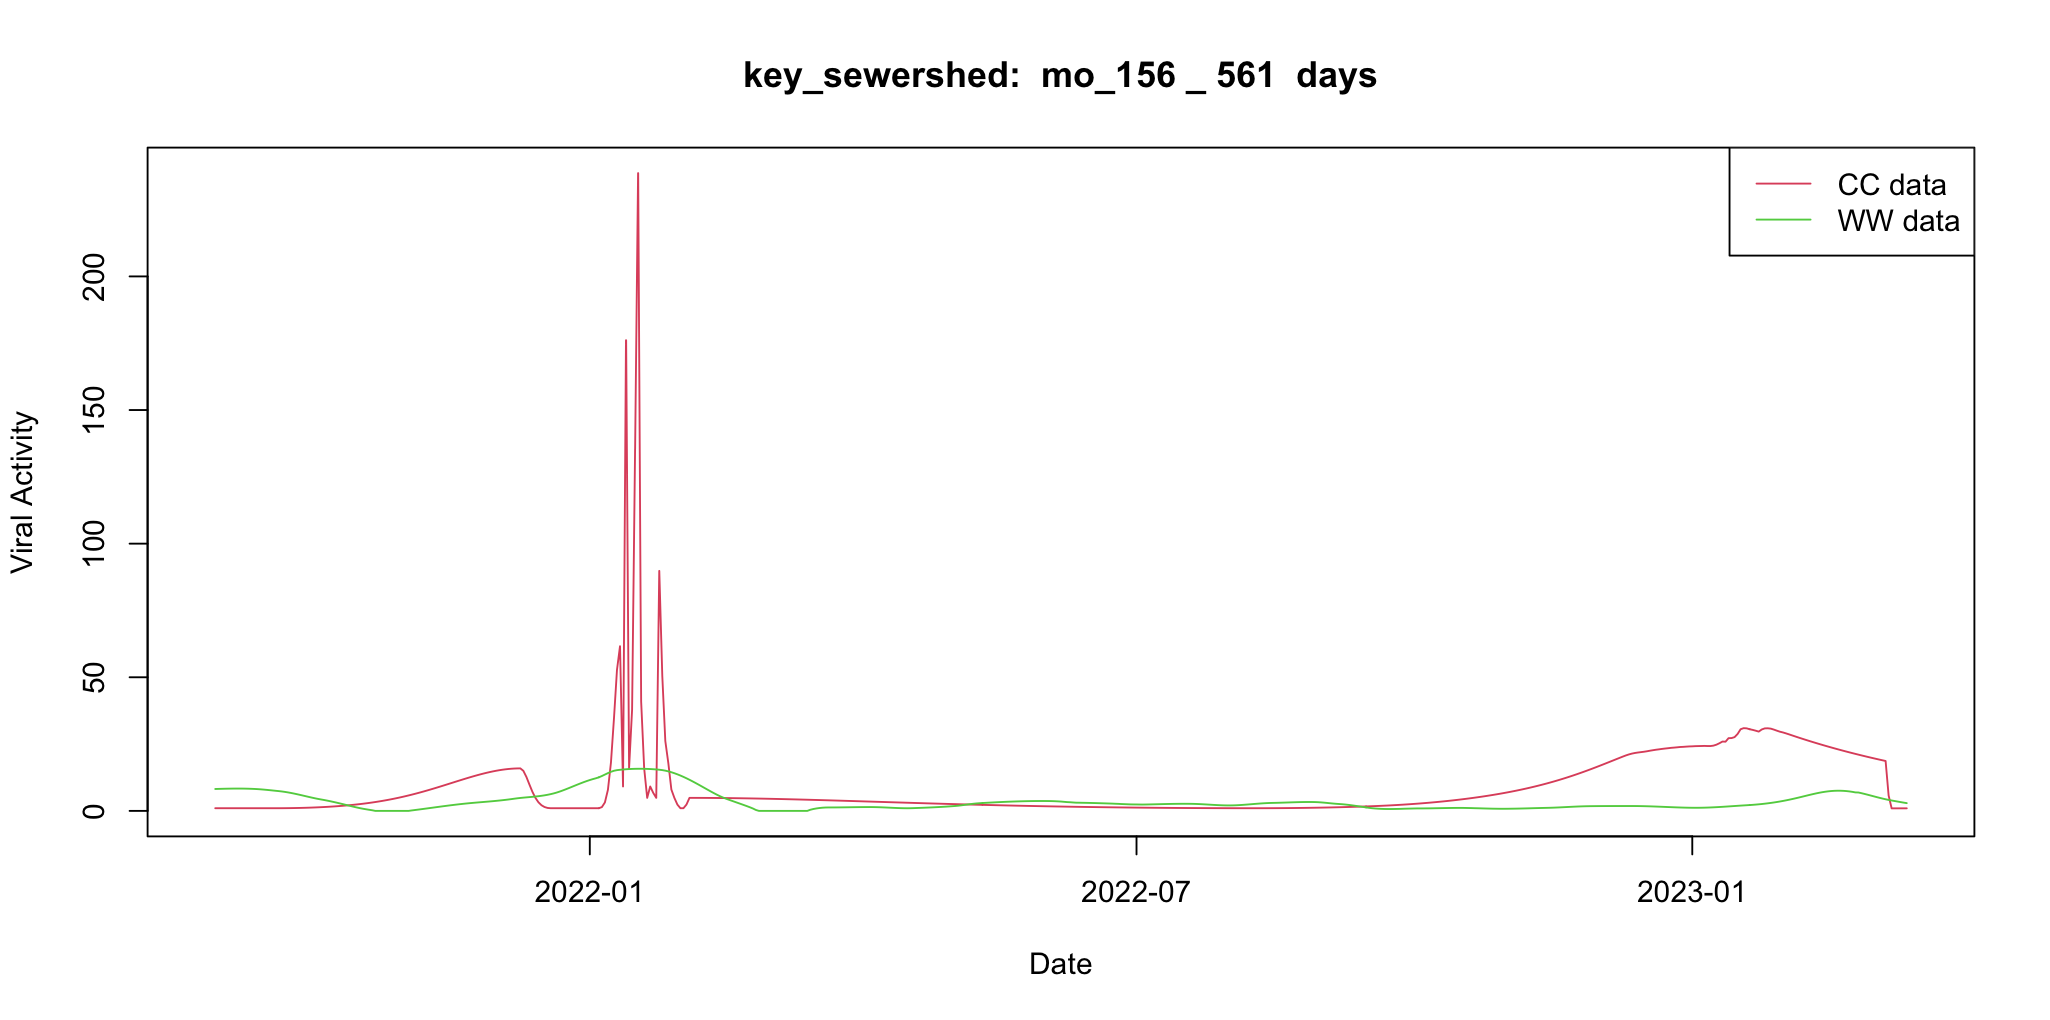 key_sewershed:  mo_156 _ 561  days
CC data
WW data
Viral Activity
200
150
100
50
0
2022-01
2022-07
2023-01
Date